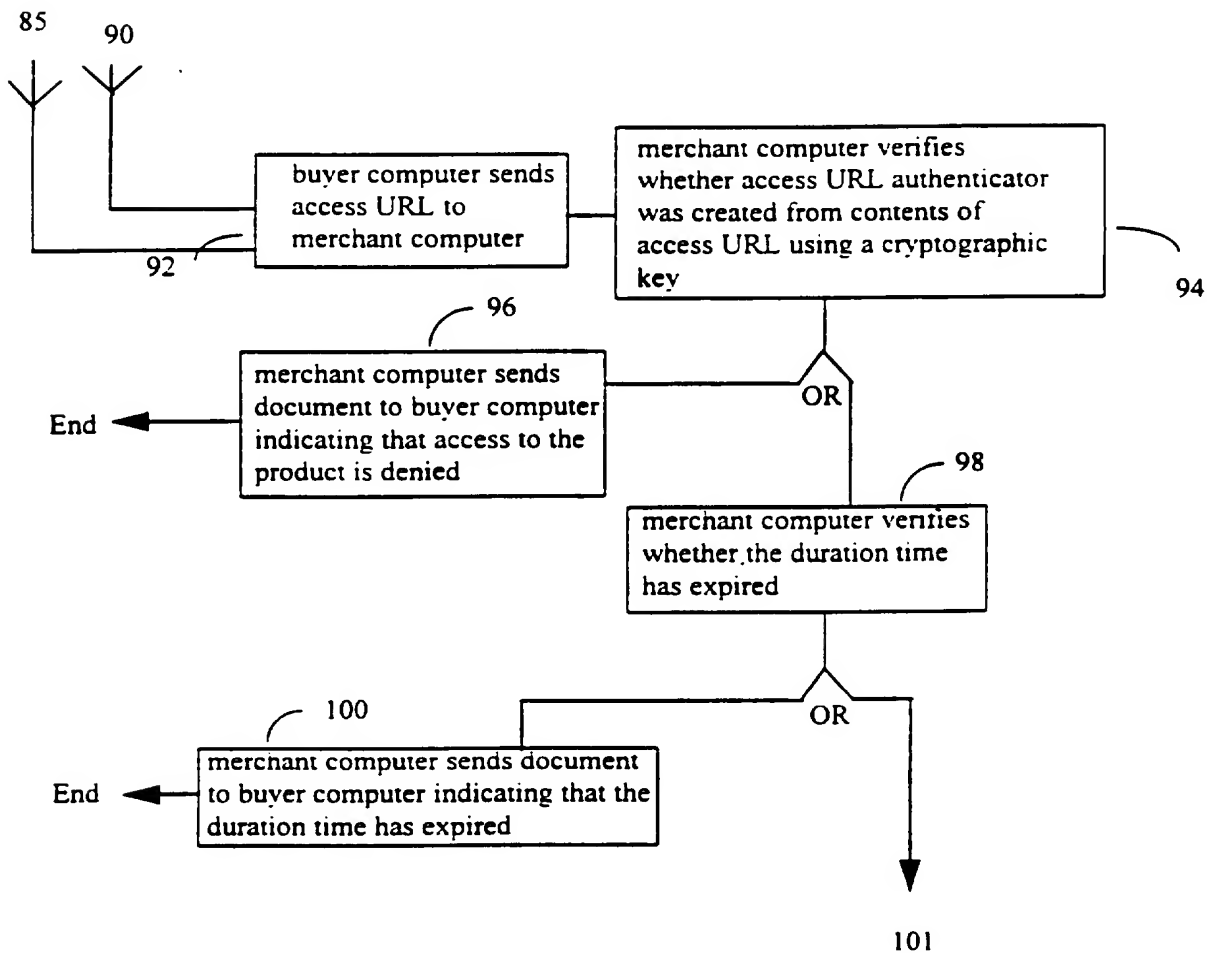 85
90
buyer computer sends
access URL to
merchant computer
92
merchant computer verifies
whether access URL authenticator
was created from contents of
access URL using a cryptographic
key
94
96
merchant computer sends
document to buyer computer
indicating that access to the
product is denied
End
OR
98
merchant computer verifies
whether the duration time
has expired
OR
100
merchant computer sends document
to buyer computer indicating that the
duration time has expired
End
101